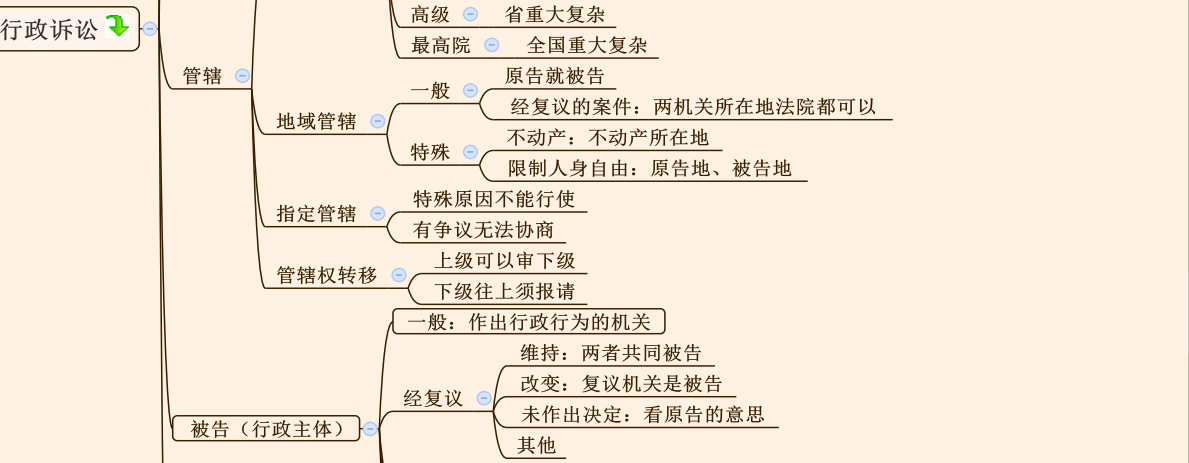 行政诉讼
管辖
高级
省重大复杂
最高院
全国重大复杂
地域管辖
一般
原告就被告
经复议的案件：两机关所在地法院都可以
特殊
不动产：不动产所在地
限制人身自由：原告地、被告地
指定管辖
特殊原因不能行使
有争议无法协商
管辖权转移
上级可以审下级
下级往上须报请
被告（行政主体）
一般：作出行政行为的机关
经复议
维持：两者共同被告
改变：复议机关是被告
未作出决定：看原告的意思
其他